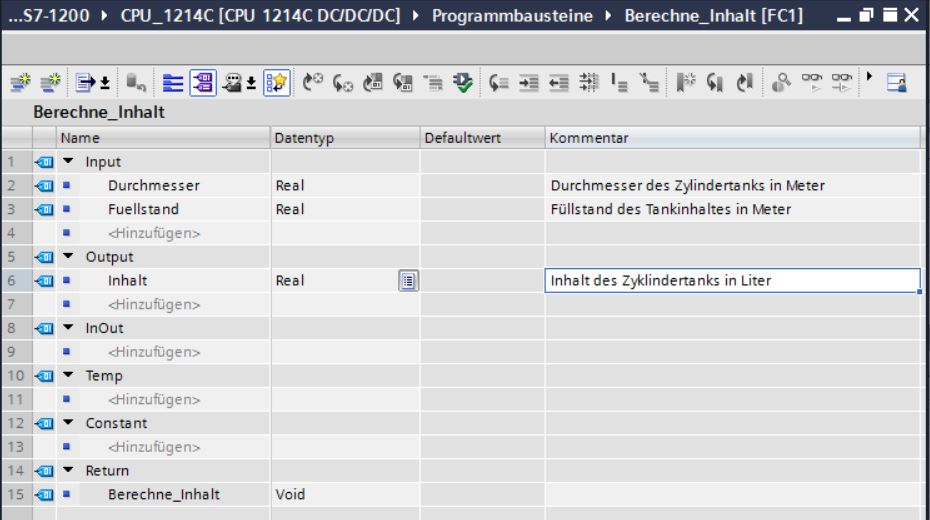 ...S7-1200 ▸ CPU_1214C [CPU 1214C DC/DC/DC] ▸ Programmbausteine ▸ Berechne_Inhalt [FC1]
Berechne_Inhalt
Name Datentyp Defaultwert Kommentar
1 Input
2 Durchmesser Real Durchmesser des Zylindertanks in Meter
3 Fuellstand Real Füllstand des Tankinhaltes in Meter
4 <Hinzufügen>
5 Output
6 Inhalt Real Inhalt des Zyklindertanks in Liter
7 <Hinzufügen>
8 InOut
9 <Hinzufügen>
10 Temp
11 <Hinzufügen>
12 Constant
13 <Hinzufügen>
14 Return
15 Berechne_Inhalt Void